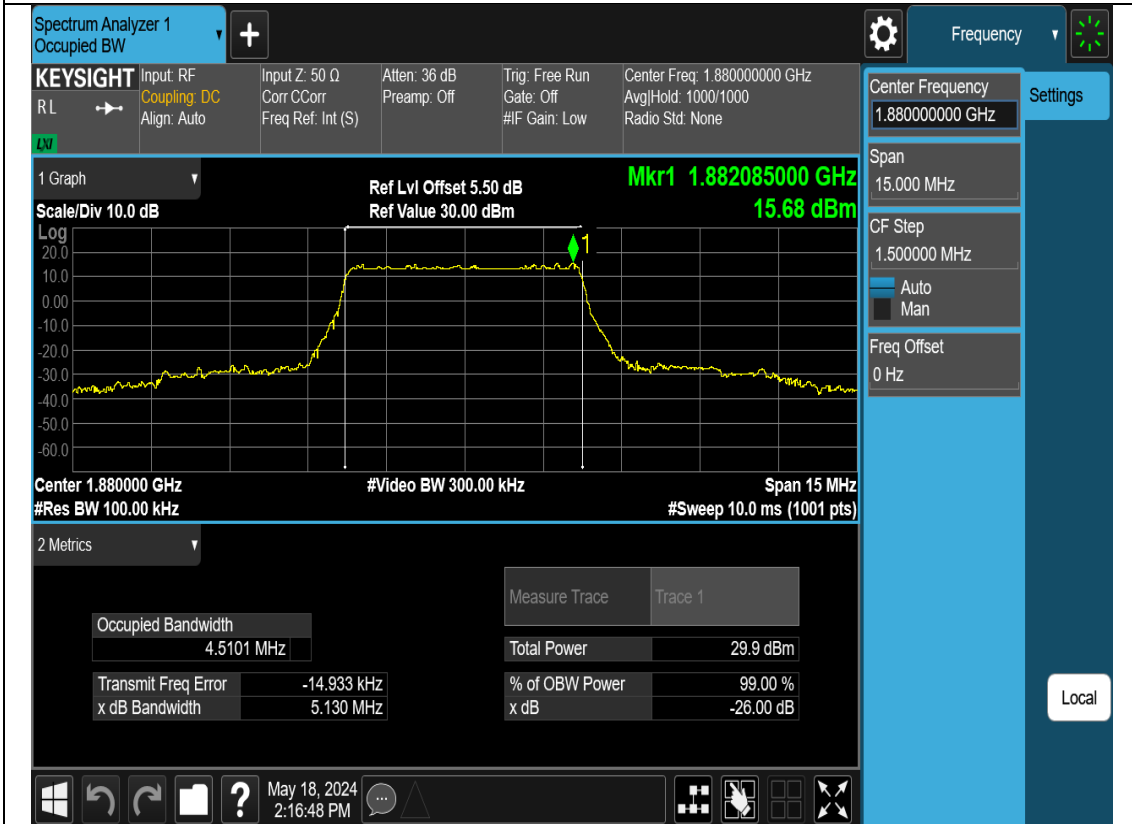 Spectrum Analyzer 1
Occupied BW
Frequency
KEYSIGHT
R L
LXI
Input: RF
Coupling: DC
Align: Auto
Input Z: 50 Ω
Corr CCorr
Freq Ref: Int (S)
Atten: 36 dB
Preamp: Off
Trig: Free Run
Gate: Off
#IF Gain: Low
Center Freq: 1.880000000 GHz
Avg|Hold: 1000/1000
Radio Std: None
Center Frequency
1.880000000 GHz
Settings
Span
15.000 MHz
CF Step
1.500000 MHz
Auto
Man
Freq Offset
0 Hz
Local
1 Graph
Scale/Div 10.0 dB
Ref Lvl Offset 5.50 dB
Ref Value 30.00 dBm
Mkr1 1.882085000 GHz
15.68 dBm
Log
20.0
10.0
0.00
-10.0
-20.0
-30.0
-40.0
-50.0
-60.0
1
Center 1.880000 GHz
#Res BW 100.00 kHz
#Video BW 300.00 kHz
Span 15 MHz
#Sweep 10.0 ms (1001 pts)
2 Metrics
Measure Trace Trace 1
Occupied Bandwidth
4.5101 MHz
Total Power 29.9 dBm
Transmit Freq Error -14.933 kHz
% of OBW Power 99.00 %
x dB Bandwidth 5.130 MHz
x dB -26.00 dB
?
May 18, 2024
2:16:48 PM